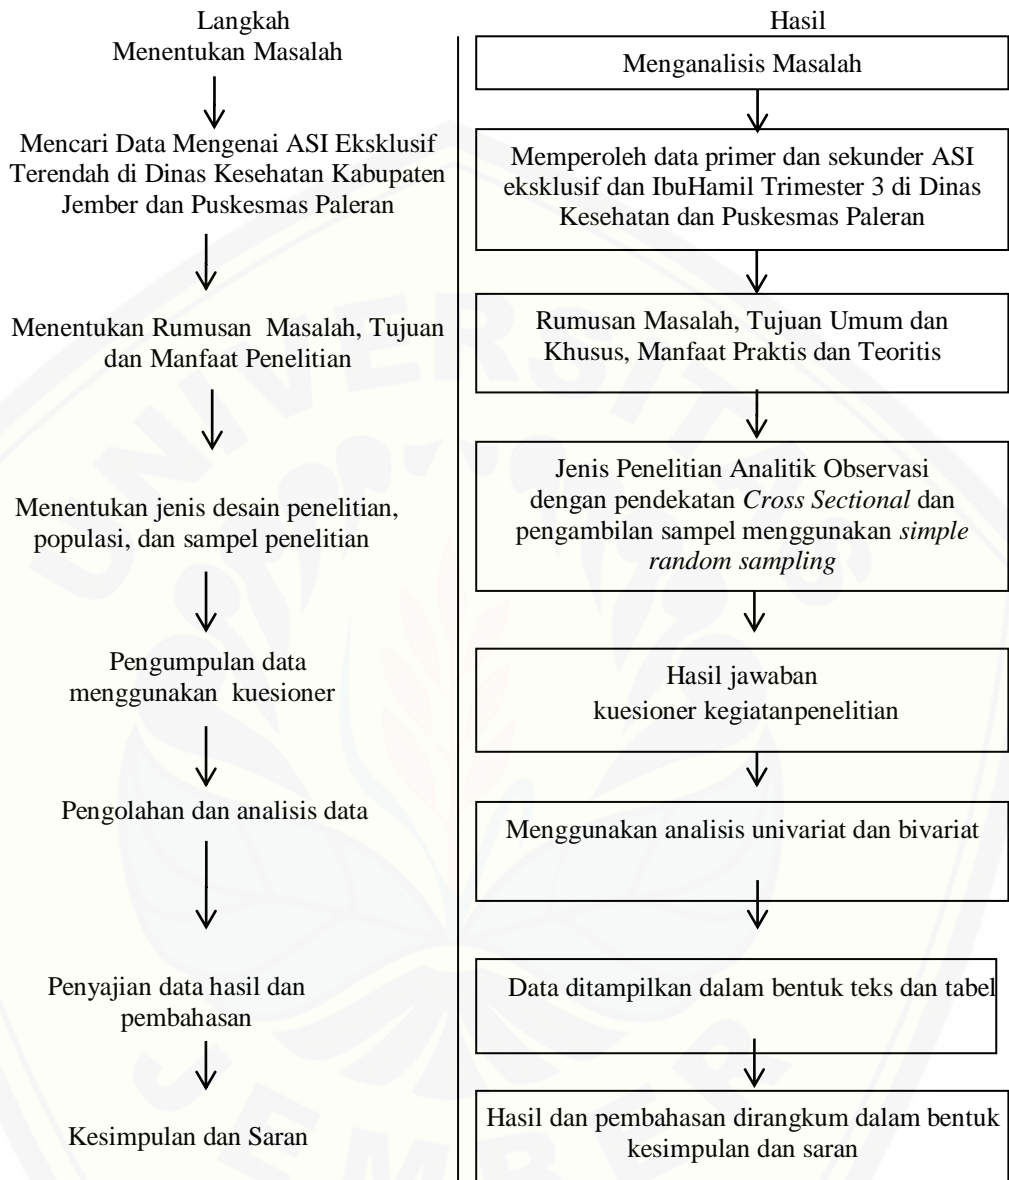 Langkah
Menentukan Masalah
Mencari Data Mengenai ASI Eksklusif
Terendah di Dinas Kesehatan Kabupaten
Jember dan Puskesmas Paleran
Menentukan Rumusan Masalah, Tujuan
dan Manfaat Penelitian
Menentukan jenis desain penelitian,
populasi, dan sampel penelitian
Pengumpulan data
menggunakan kuesioner
Pengolahan dan analisis data
Penyajian data hasil dan
pembahasan
Kesimpulan dan Saran
Hasil
Menganalisis Masalah
Memperoleh data primer dan sekunder ASI
eksklusif dan IbuHamil Trimester 3 di Dinas
Kesehatan dan Puskesmas Paleran
Rumusan Masalah, Tujuan Umum dan
Khusus, Manfaat Praktis dan Teoritis
Jenis Penelitian Analitik Observasi
dengan pendekatan Cross Sectional dan
pengambilan sampel menggunakan simple
random sampling
Hasil jawaban
kuesioner kegiatanpenelitian
Menggunakan analisis univariat dan bivariat
Data ditampilkan dalam bentuk teks dan tabel
Hasil dan pembahasan dirangkum dalam bentuk
kesimpulan dan saran
UNIVERSITAS
JEMBER